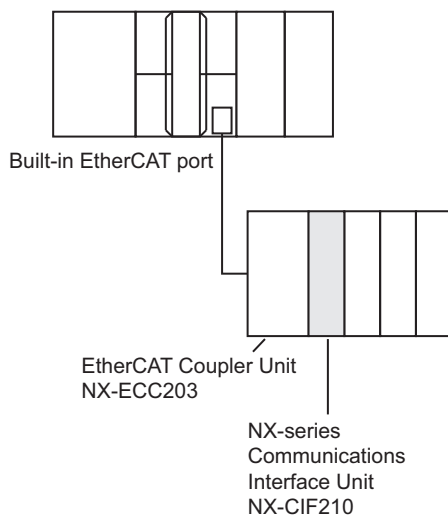 Built-in EtherCAT port
EtherCAT Coupler Unit
NX-ECC203
NX-series
Communications
Interface Unit
NX-CIF210